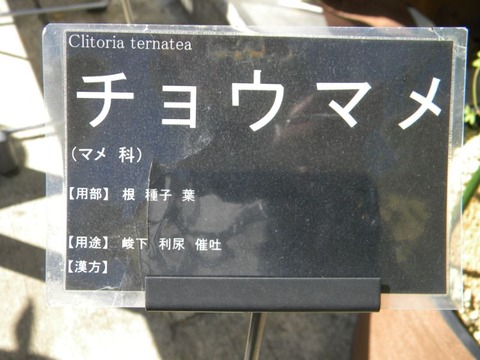 Clitoria ternatea
チョウマメ
（マメ 科）
【用部】 根 種子 葉
【用途】 峻下 利尿 催吐
【漢方】